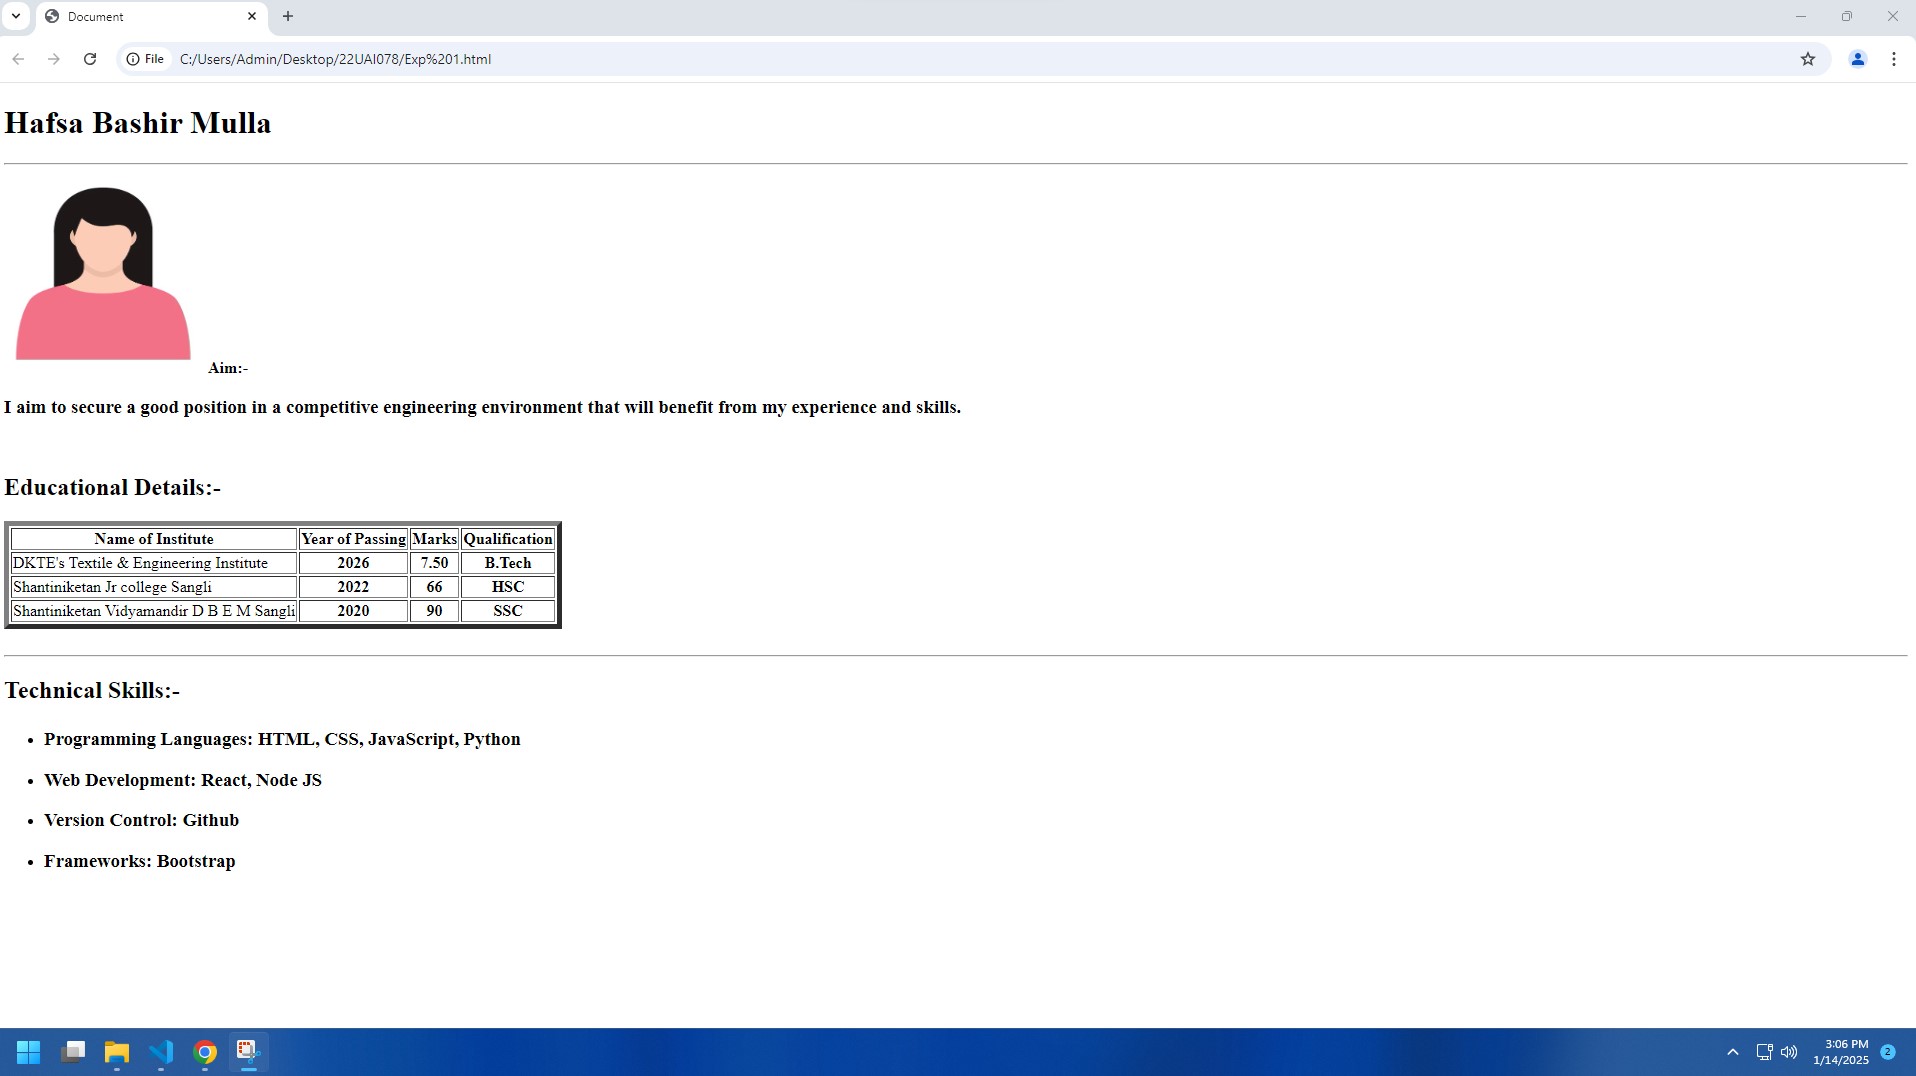 Document
File C:/Users/Admin/Desktop/22UAI078/Exp%201.html
Hafsa Bashir Mulla
Aim:-
I aim to secure a good position in a competitive engineering environment that will benefit from my experience and skills.
Educational Details:-
Name of Institute Year of Passing Marks Qualification
DKTE's Textile & Engineering Institute 2026 7.50 B.Tech
Shantiniketan Jr college Sangli 2022 66 HSC
Shantiniketan Vidyamandir D B E M Sangli 2020 90 SSC
Technical Skills:-
• Programming Languages: HTML, CSS, JavaScript, Python
• Web Development: React, Node JS
• Version Control: Github
• Frameworks: Bootstrap
3:06 PM
1/14/2025
2